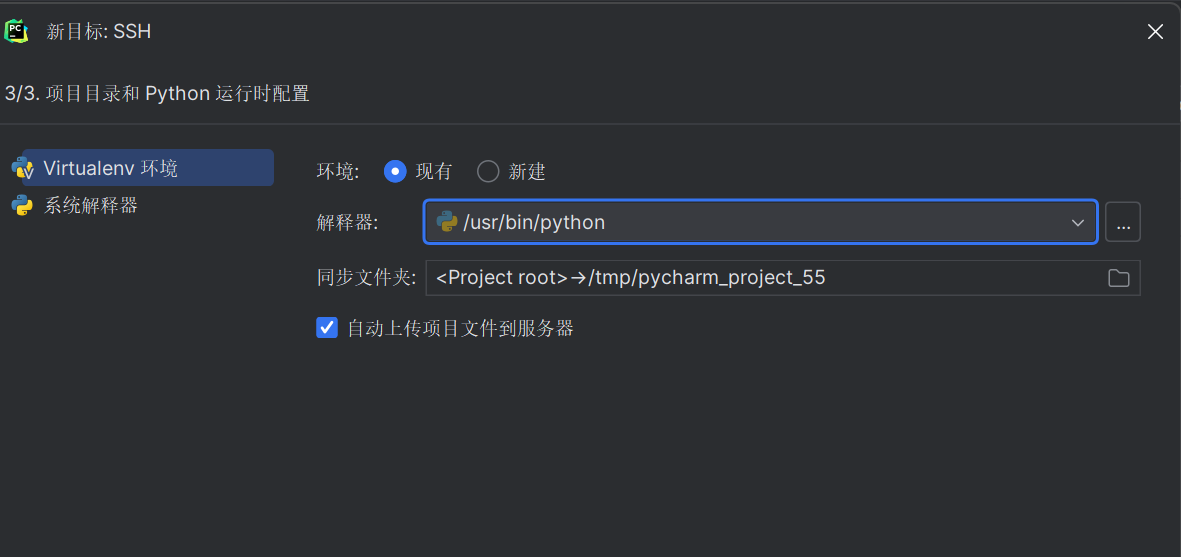 PC
新目标: SSH
3/3. 项目目录和 Python 运行时配置
Virtualenv 环境
系统解释器
环境: 现有 新建
解释器: /usr/bin/python ...
同步文件夹: <Project root>→/tmp/pycharm_project_55
自动上传项目文件到服务器